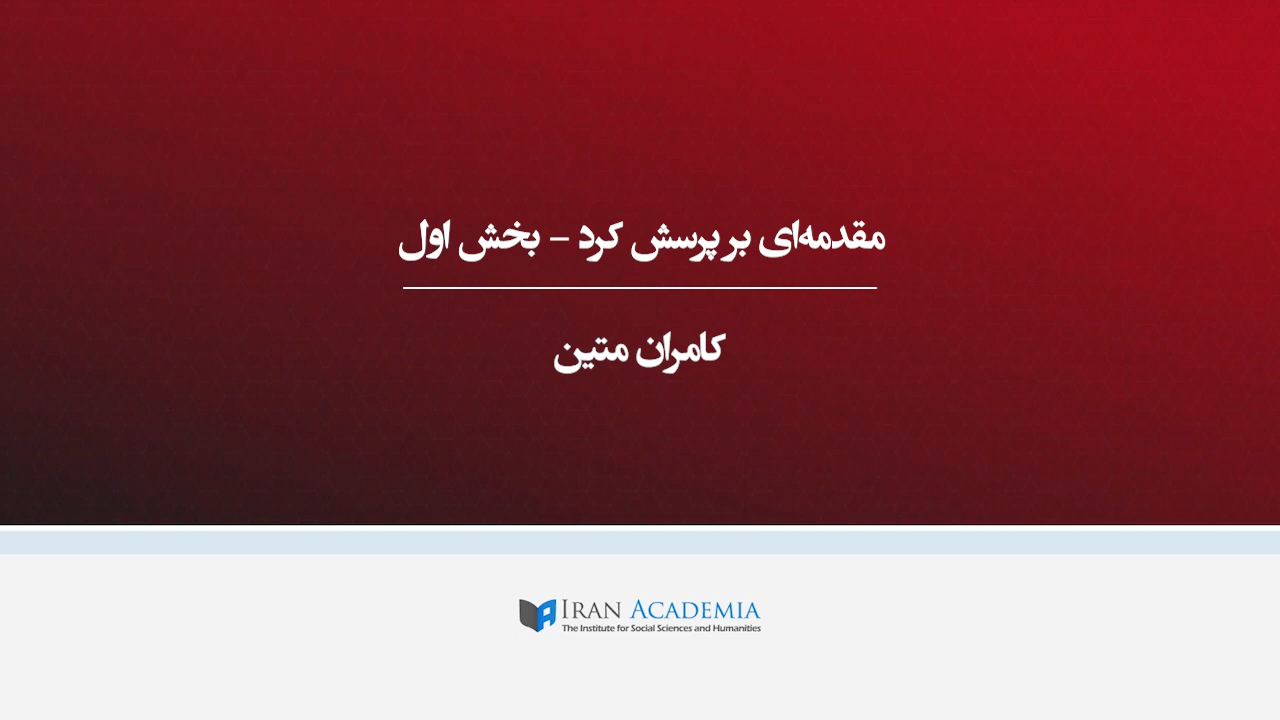 مقدمه‌ای بر پرسش کرد – بخش اول
کامران متین
IRAN ACADEMIA
The Institute for Social Sciences and Humanities